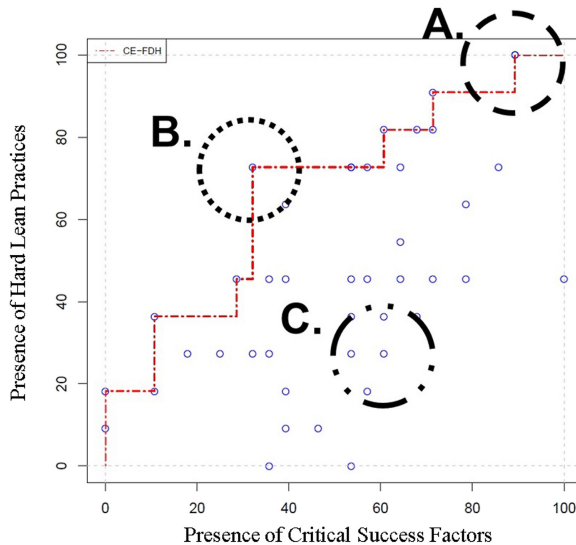 A.
CE-FDH
B.
C.
Presence of Hard Lean Practices
100
80
60
40
20
0
0 20 40 60 80 100
Presence of Critical Success Factors